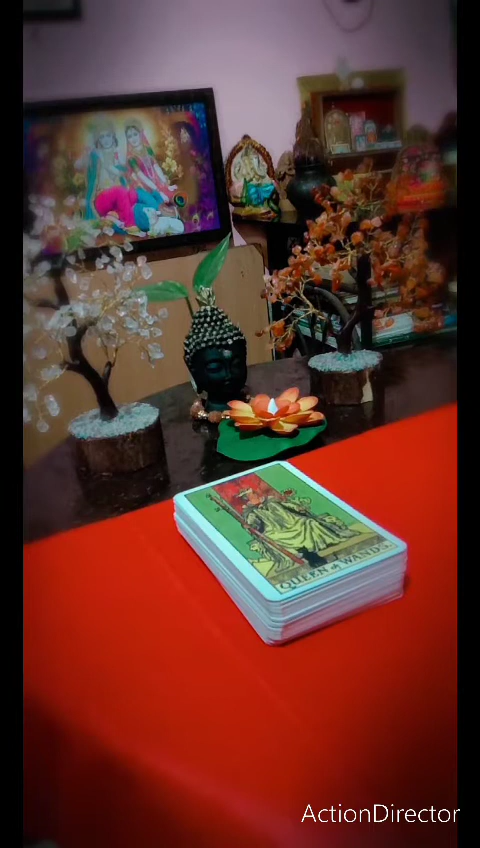 QUEEN of WANDS.
ActionDirector